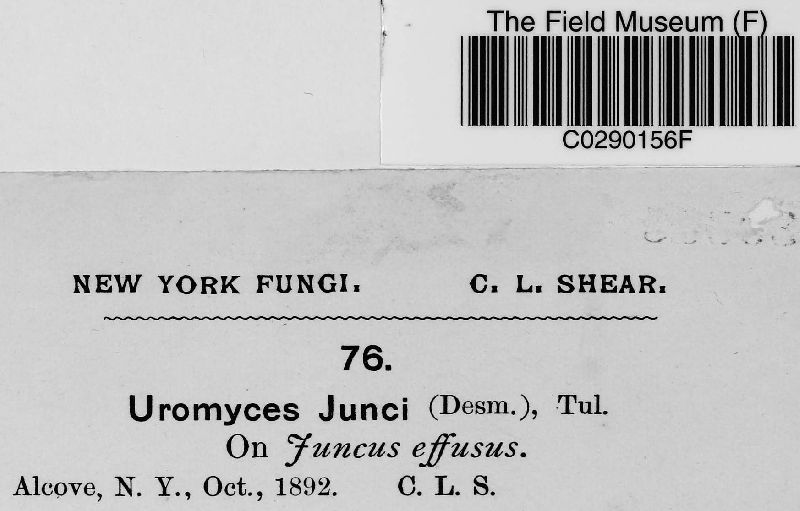 The Field Museum (F)
C0290156F
NEW YORK FUNGI. C. L. SHEAR.
76.
Uromyces Junci (Desm.), Tul.
On Juncus effusus.
Alcove, N. Y., Oct., 1892. C. L. S.